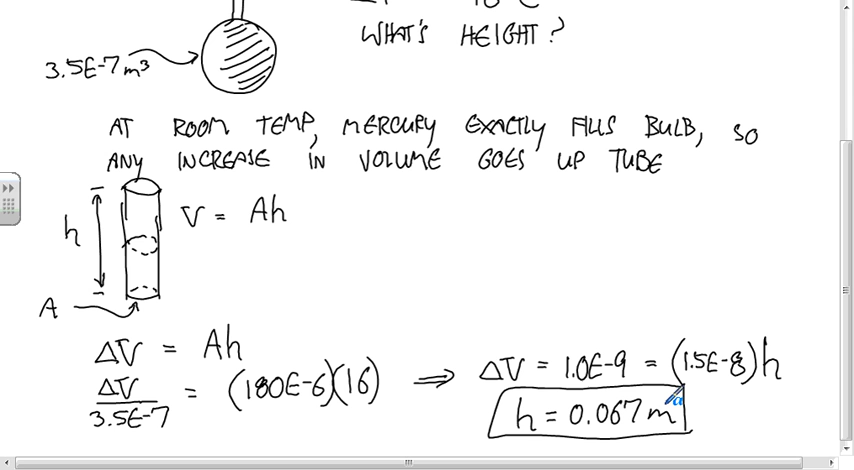 WHAT'S HEIGHT?
3.5E-7 m³
AT ROOM TEMP, MERCURY EXACTLY FILLS BULB, SO
ANY INCREASE IN VOLUME GOES UP TUBE
h
V = Ah
A
ΔV = Ah
ΔV/3.5E-7 = (180E-6)(16) ⇒ ΔV = 1.0E-9 = (1.5E-8)h
h = 0.067 m